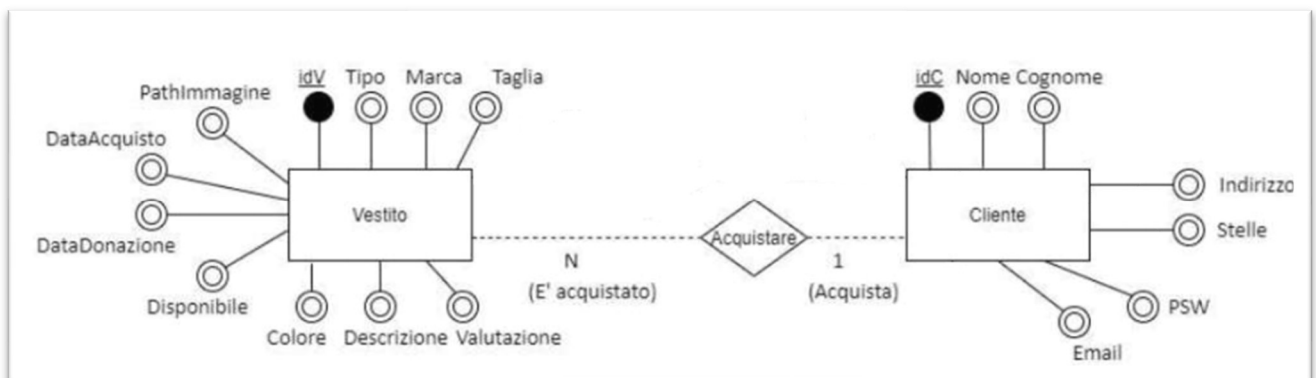 idV Tipo Marca Taglia
PathImmagine
DataAcquisto
DataDonazione
Disponibile
Colore Descrizione Valutazione
Vestito
N
(E' acquistato)
Acquistare
1
(Acquista)
idC Nome Cognome
Cliente
Indirizzo
Stelle
PSW
Email